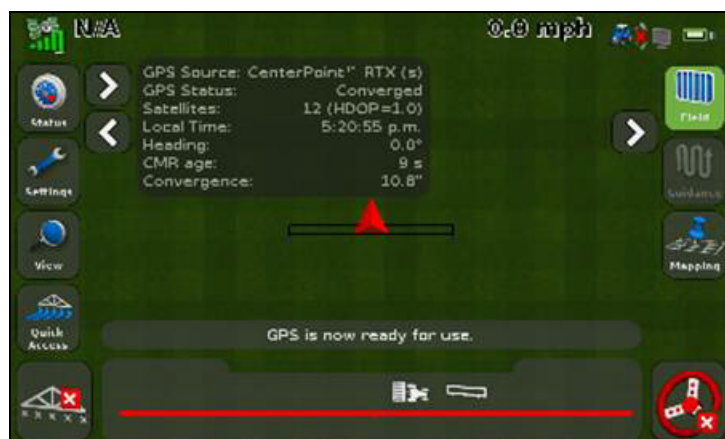 N/A
0.0 mph
GPS Source: CenterPoint™ RTX (s)
GPS Status: Converged
Satellites: 12 (HDOP=1.0)
Local Time: 5:20:55 p.m.
Heading: 0.0°
CMR age: 9 s
Convergence: 10.8"
Status
Settings
View
Quick
Access
Field
Guidance
Mapping
GPS is now ready for use.